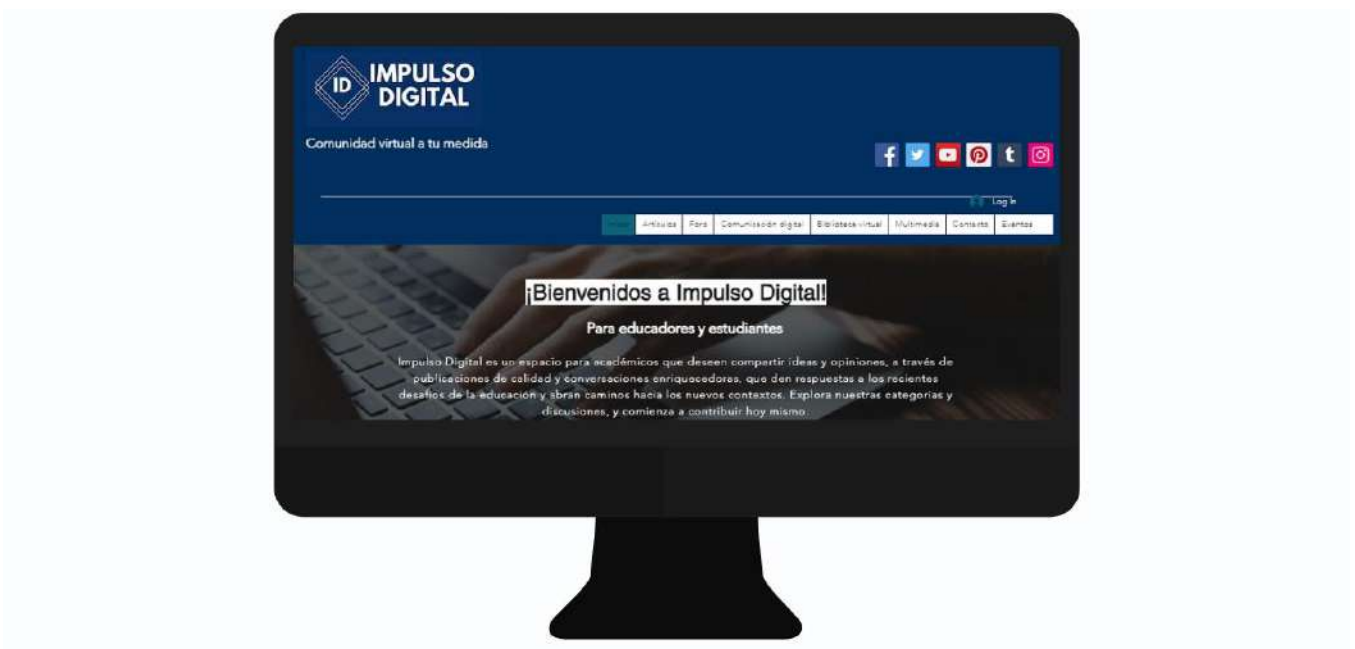 ID
IMPULSO
DIGITAL
Comunidad virtual a tu medida
Log In
Inicio Artículos Foro Comunicación digital Biblioteca virtual Multimedia Contacto Eventos
¡Bienvenidos a Impulso Digital!
Para educadores y estudiantes
Impulso Digital es un espacio para académicos que deseen compartir ideas y opiniones, a través de
publicaciones de calidad y conversaciones enriquecedoras, que den respuestas a los recientes
desafíos de la educación y abran caminos hacia los nuevos contextos. Explora nuestras categorías y
discusiones, y comienza a contribuir hoy mismo.